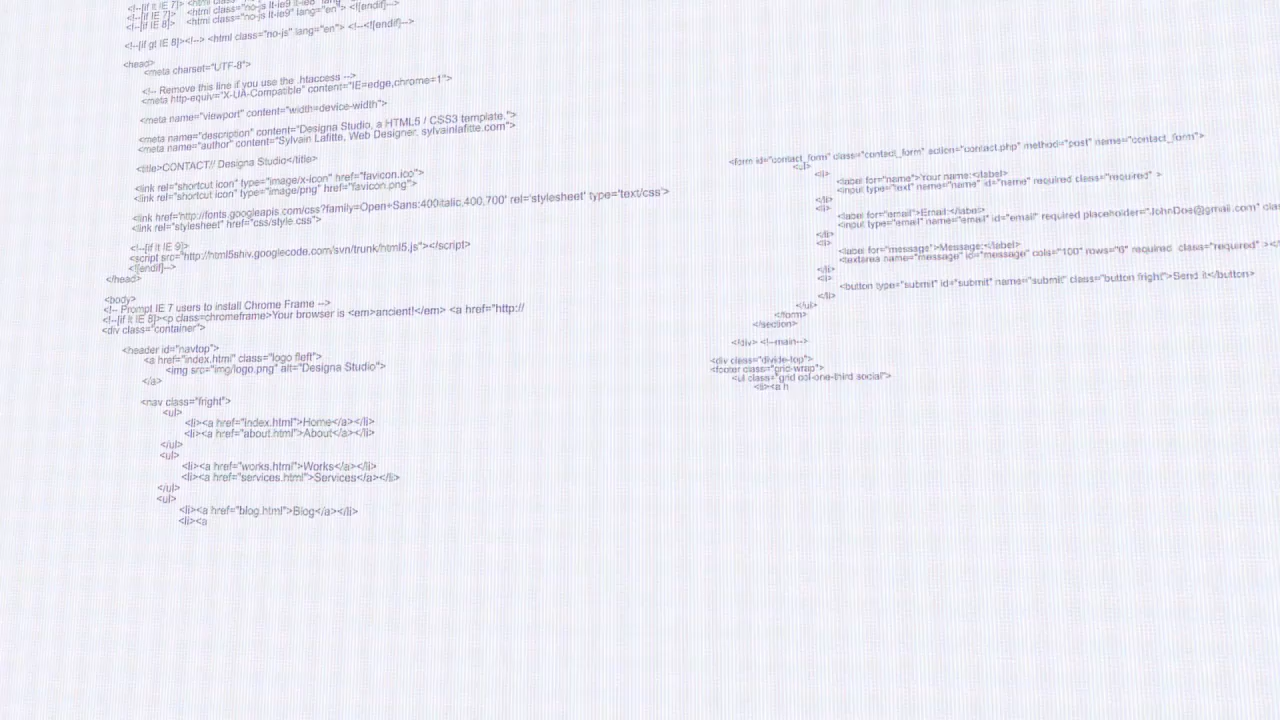 <!--[if IE 7]> <html class="no-js lt-ie9 lt-ie8" lang=
<!--[if IE 8]> <html class="no-js lt-ie9" lang="en"> <![endif]-->
<!--[if gt IE 8]><!--> <html class="no-js" lang="en"> <!--<![endif]-->
<head>
<meta charset="UTF-8">
<!-- Remove this line if you use the .htaccess -->
<meta http-equiv="X-UA-Compatible" content="IE=edge,chrome=1">
<meta name="viewport" content="width=device-width">
<meta name="description" content="Designa Studio, a HTML5 / CSS3 template.">
<meta name="author" content="Sylvain Lafitte, Web Designer, sylvainlafitte.com">
<title>CONTACT// Designa Studio</title>
<link rel="shortcut icon" type="image/x-icon" href="favicon.ico">
<link rel="shortcut icon" type="image/png" href="favicon.png">
<link href='http://fonts.googleapis.com/css?family=Open+Sans:400italic,400,700' rel='stylesheet' type='text/css'>
<link rel="stylesheet" href="css/style.css">
<!--[if lt IE 9]>
<script src="http://html5shiv.googlecode.com/svn/trunk/html5.js"></script>
<![endif]-->
</head>
<body>
<!-- Prompt IE 7 users to install Chrome Frame -->
<!--[if lt IE 8]><p class=chromeframe>Your browser is <em>ancient!</em> <a href="http://
<div class="container">
<header id="navtop">
<a href="index.html" class="logo fleft">
<img src="img/logo.png" alt="Designa Studio">
</a>
<nav class="fright">
<ul>
<li><a href="index.html">Home</a></li>
<li><a href="about.html">About</a></li>
</ul>
<ul>
<li><a href="works.html">Works</a></li>
<li><a href="services.html">Services</a></li>
</ul>
<ul>
<li><a href="blog.html">Blog</a></li>
<li><a
<form id="contact_form" class="contact_form" action="contact.php" method="post" name="contact_form">
<ul>
<li>
<label for="name">Your name:</label>
<input type="text" name="name" id="name" required class="required" >
</li>
<li>
<label for="email">Email:</label>
<input type="email" name="email" id="email" required placeholder="JohnDoe@gmail.com"
</li>
<li>
<label for="message">Message:</label>
<textarea name="message" id="message" cols="100" rows="6" required class="required" ></
</li>
<li>
<button type="submit" id="submit" name="submit" class="button fright">Send it</button>
</li>
</ul>
</form>
</section>
</div> <!--main-->
<div class="divide-top">
<footer class="grid-wrap">
<ul class="grid col-one-third social">
<li><a h